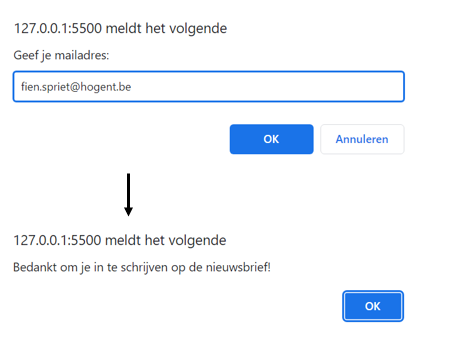 127.0.0.1:5500 meldt het volgende
Geef je mailadres:
fien.spriet@hogent.be
OK Annuleren
127.0.0.1:5500 meldt het volgende
Bedankt om je in te schrijven op de nieuwsbrief!
OK